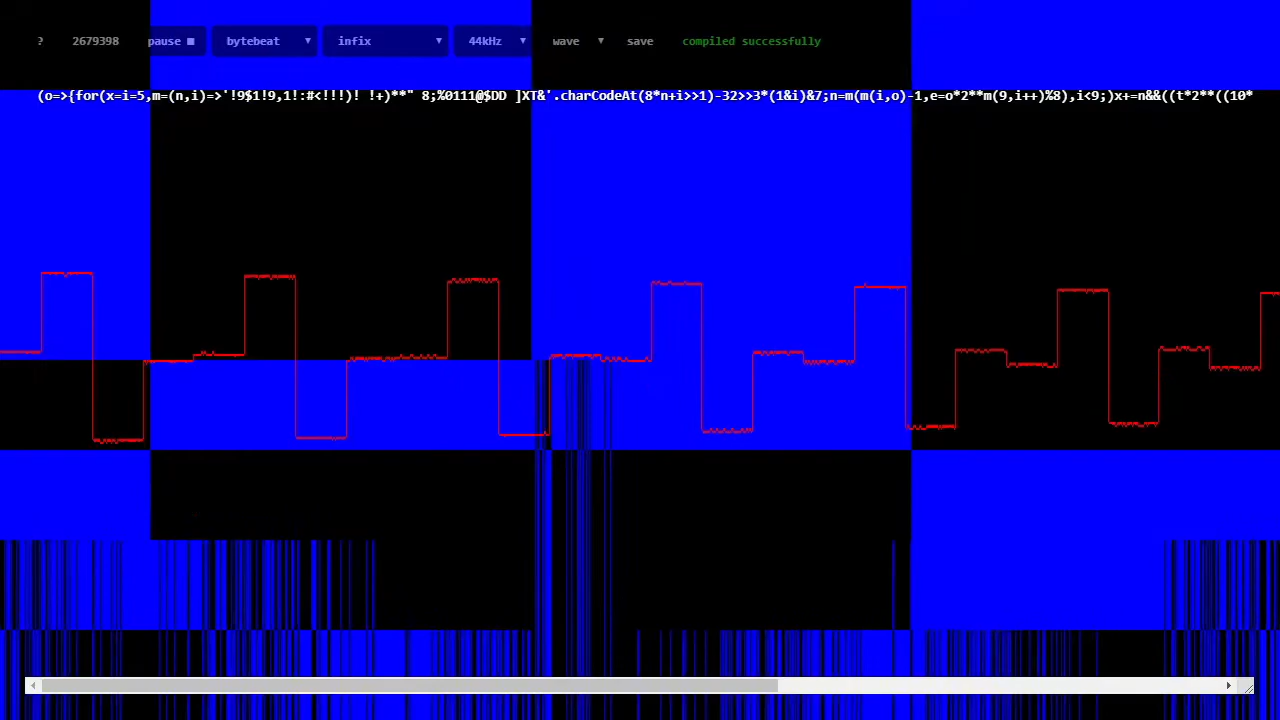 ? 2679398 pause ■ bytebeat ▼ infix ▼ 44kHz ▼ wave ▼ save compiled successfully
(o=>{for(x=i=5,m=(n,i)=>'!9$1!9,1!:#<!!!)! !+)**" 8;%0111@$DD ]XT&'.charCodeAt(8*n+i>>1)-32>>3*(1&i)&7;n=m(m(i,o)-1,e=o*2**m(9,i++)%8),i<9;)x+=n&&((t*2**((10*